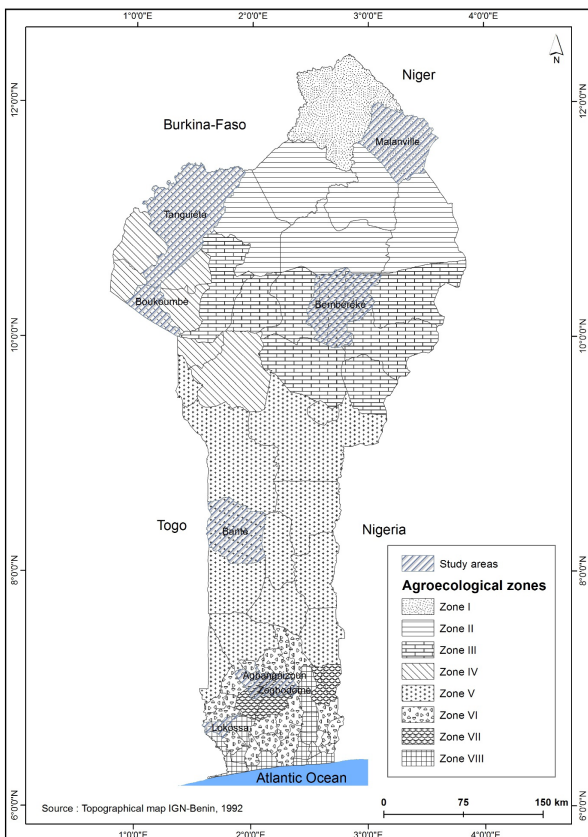 1°0'0"E
2°0'0"E
3°0'0"E
4°0'0"E
N
12°0'0"N
12°0'0"N
Niger
Burkina-Faso
Malanville
Tanguiéta
Boukoumbé
Bembèrèkè
10°0'0"N
10°0'0"N
Togo
Nigeria
Bantè
8°0'0"N
8°0'0"N
Study areas
Agroecological zones
Zone I
Zone II
Zone III
Zone IV
Zone V
Zone VI
Zone VII
Zone VIII
Agbangnizoun
Zogbodomè
Lokossa
Atlantic Ocean
6°0'0"N
6°0'0"N
Source : Topographical map IGN-Benin, 1992
0 75 150 km
1°0'0"E
2°0'0"E
3°0'0"E
4°0'0"E